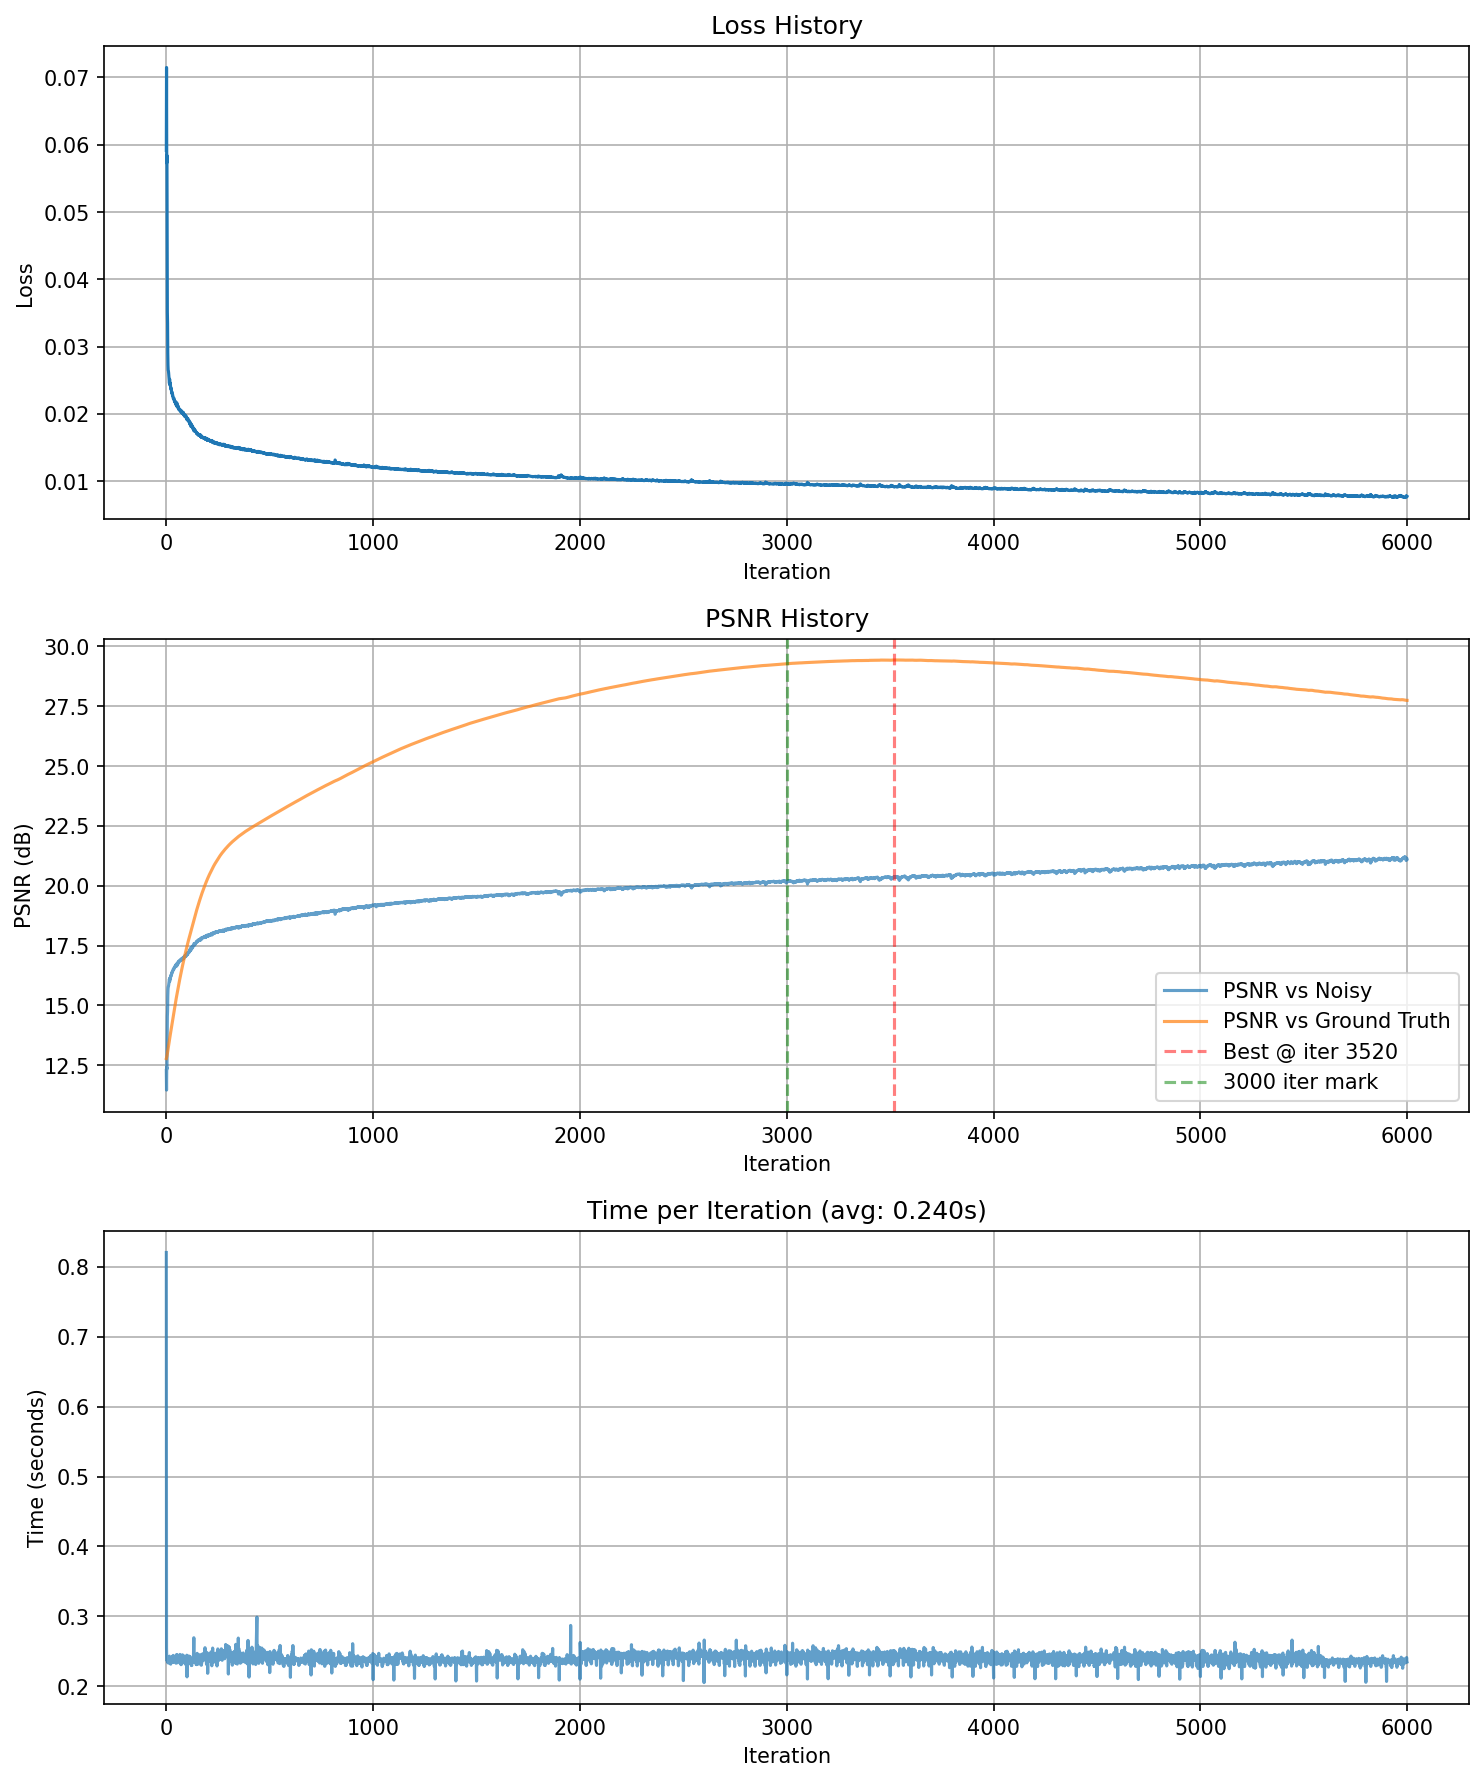 Loss History
0.07
0.06
0.05
0.04
0.03
0.02
0.01
Loss
0 1000 2000 3000 4000 5000 6000
Iteration
PSNR History
30.0
27.5
25.0
22.5
20.0
17.5
15.0
12.5
PSNR (dB)
PSNR vs Noisy
PSNR vs Ground Truth
Best @ iter 3520
3000 iter mark
0 1000 2000 3000 4000 5000 6000
Iteration
Time per Iteration (avg: 0.240s)
0.8
0.7
0.6
0.5
0.4
0.3
0.2
Time (seconds)
0 1000 2000 3000 4000 5000 6000
Iteration